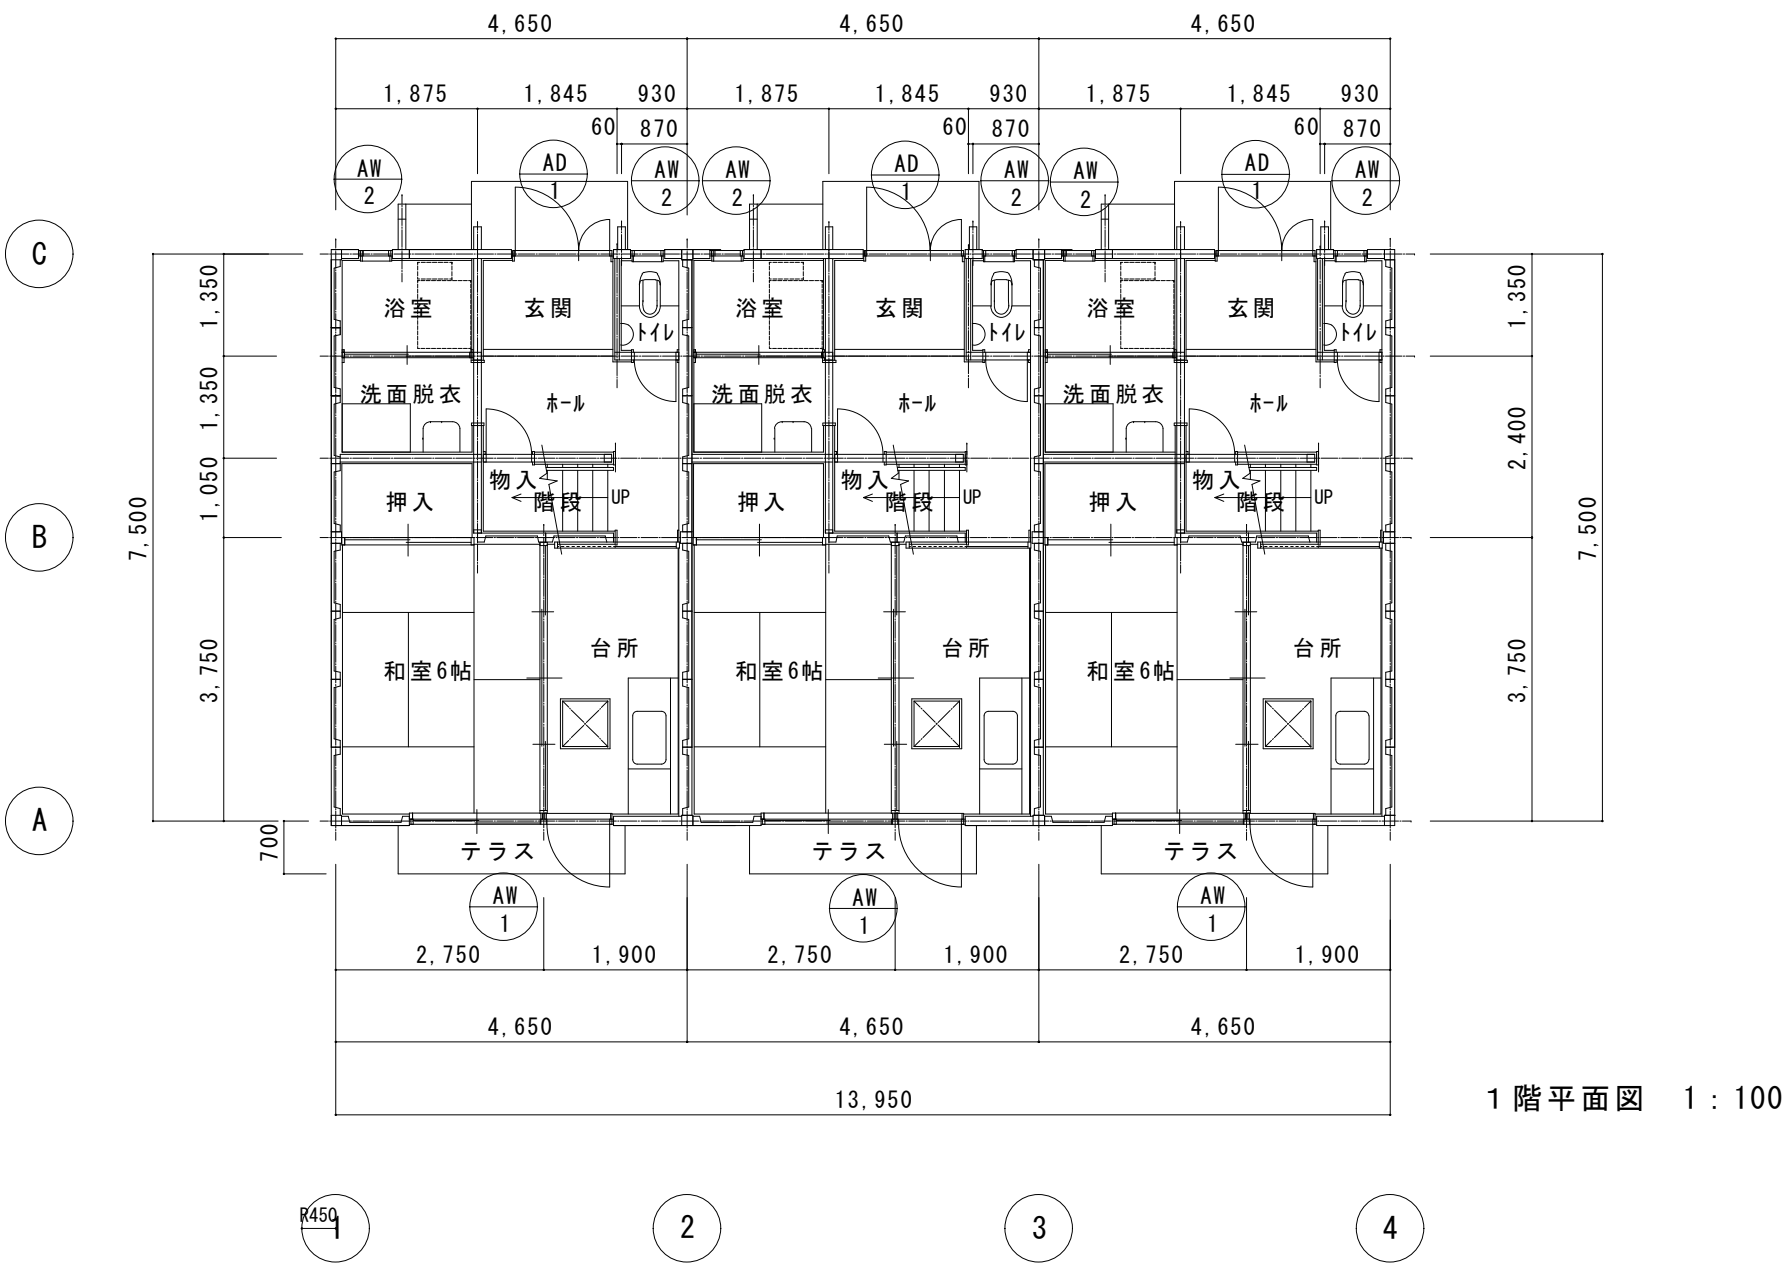 4,650 4,650 4,650
1,875 1,845 930 1,875 1,845 930 1,875 1,845 930
60 870 60 870 60 870
AW 2 AD 1 AW 2 AW 2 AD 1 AW 2 AW 2 AD 1 AW 2
C
1,350 1,350
浴室 玄関 トイレ 浴室 玄関 トイレ 浴室 玄関 トイレ
1,350 2,400
洗面脱衣 ホール 洗面脱衣 ホール 洗面脱衣 ホール
1,050
押入 物入 階段 UP 押入 物入 階段 UP 押入 物入 階段 UP
B
7,500 7,500
3,750 3,750
和室6帖 台所 和室6帖 台所 和室6帖 台所
A
700
テラス テラス テラス
AW 1 AW 1 AW 1
2,750 1,900 2,750 1,900 2,750 1,900
4,650 4,650 4,650
13,950
1階平面図 1:100
R450
1 2 3 4